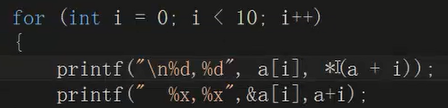 for (int i = 0; i < 10; i++)
{
printf("\n%d,%d", a[i], *(a + i));
printf("  %x,%x",&a[i],a+i);